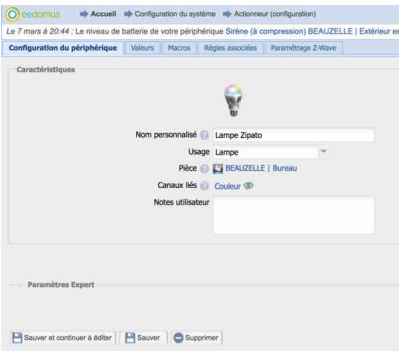 eedomus Accueil Configuration du système Actionneur (configuration)
Le 7 mars à 20:44 : Le niveau de batterie de votre périphérique Sirène (à compression) BEAUZELLE | Extérieur es
Configuration du périphérique Valeurs Macros Règles associées Paramétrage Z-Wave
Caractéristiques
Nom personnalisé Lampe Zipato
Usage Lampe
Pièce BEAUZELLE | Bureau
Canaux liés Couleur
Notes utilisateur
Paramètres Expert
Sauver et continuer à éditer Sauver Supprimer